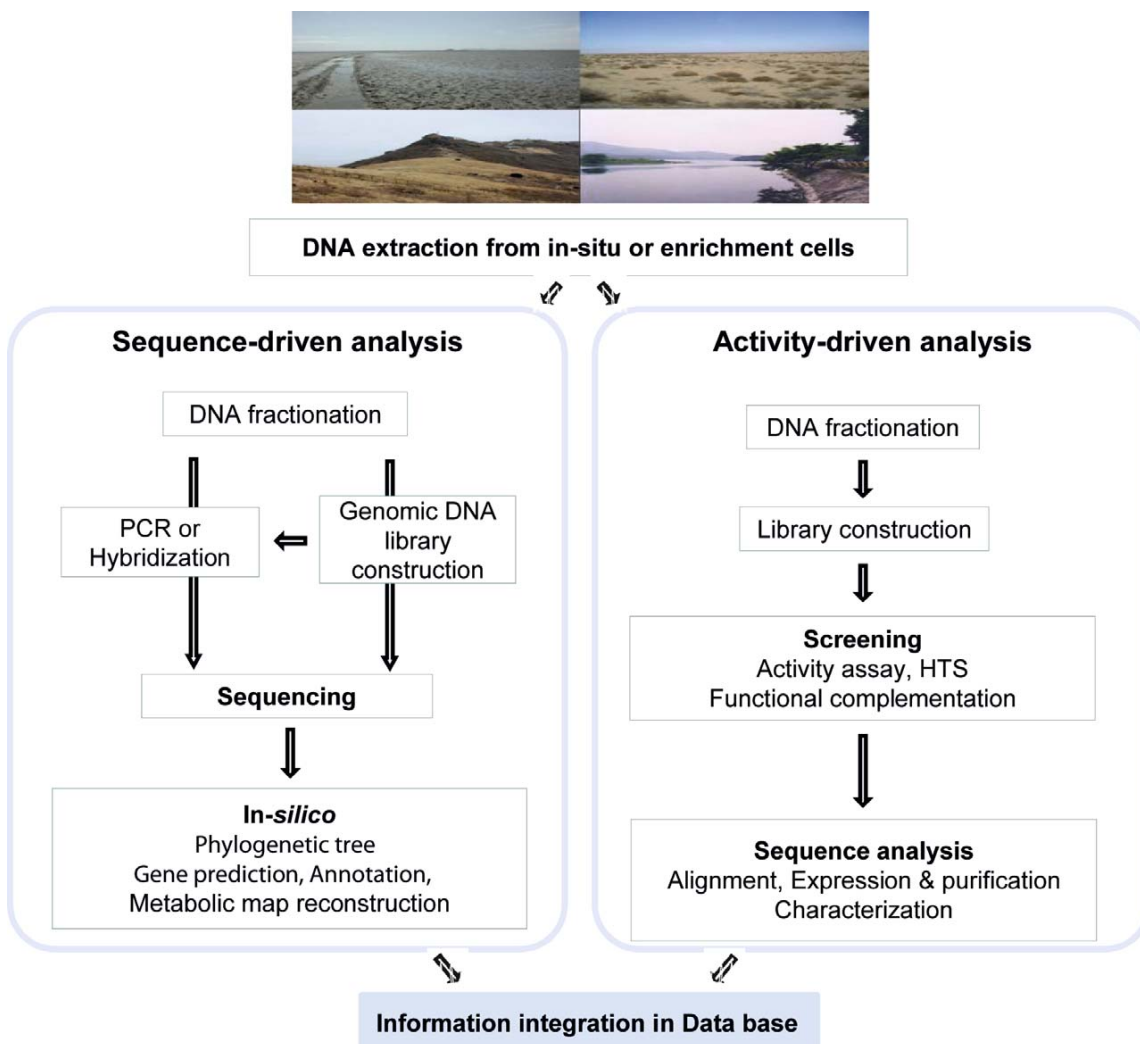 DNA extraction from in-situ or enrichment cells
Sequence-driven analysis
DNA fractionation
PCR or
Hybridization
Genomic DNA
library
construction
Sequencing
In-silico
Phylogenetic tree
Gene prediction, Annotation,
Metabolic map reconstruction
Activity-driven analysis
DNA fractionation
Library construction
Screening
Activity assay, HTS
Functional complementation
Sequence analysis
Alignment, Expression & purification
Characterization
Information integration in Data base